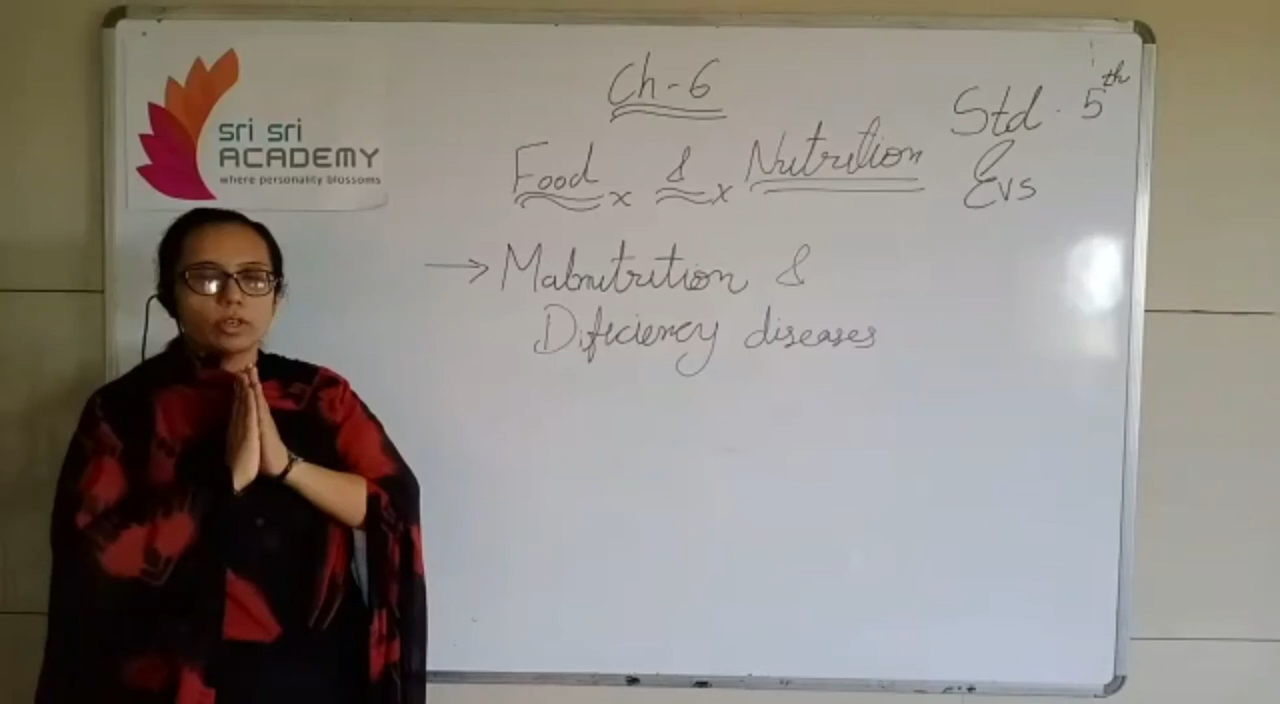 sri sri
ACADEMY
where personality blossoms
Ch-6
Std. 5th
Food & Nutrition
Evs
→ Malnutrition &
Dificiency diseases